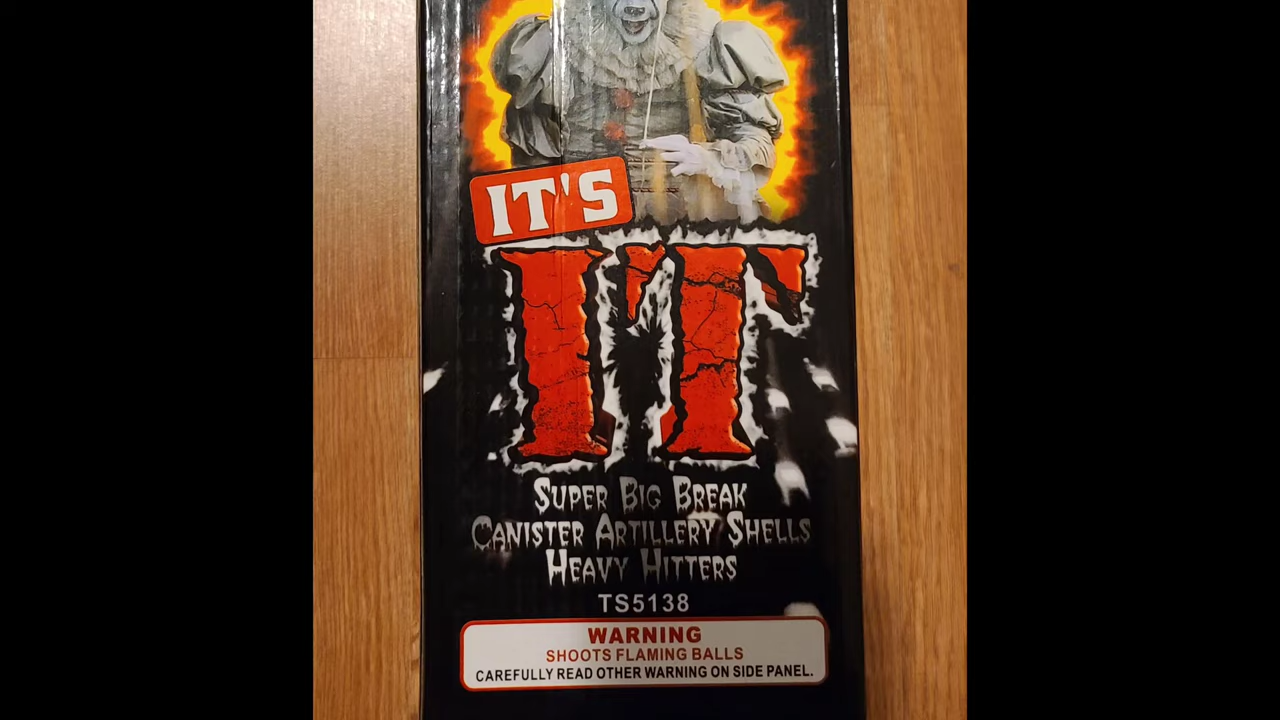 IT'S
IT
SUPER BIG BREAK
CANISTER ARTILLERY SHELLS
HEAVY HITTERS
TS5138
WARNING
SHOOTS FLAMING BALLS
CAREFULLY READ OTHER WARNING ON SIDE PANEL.